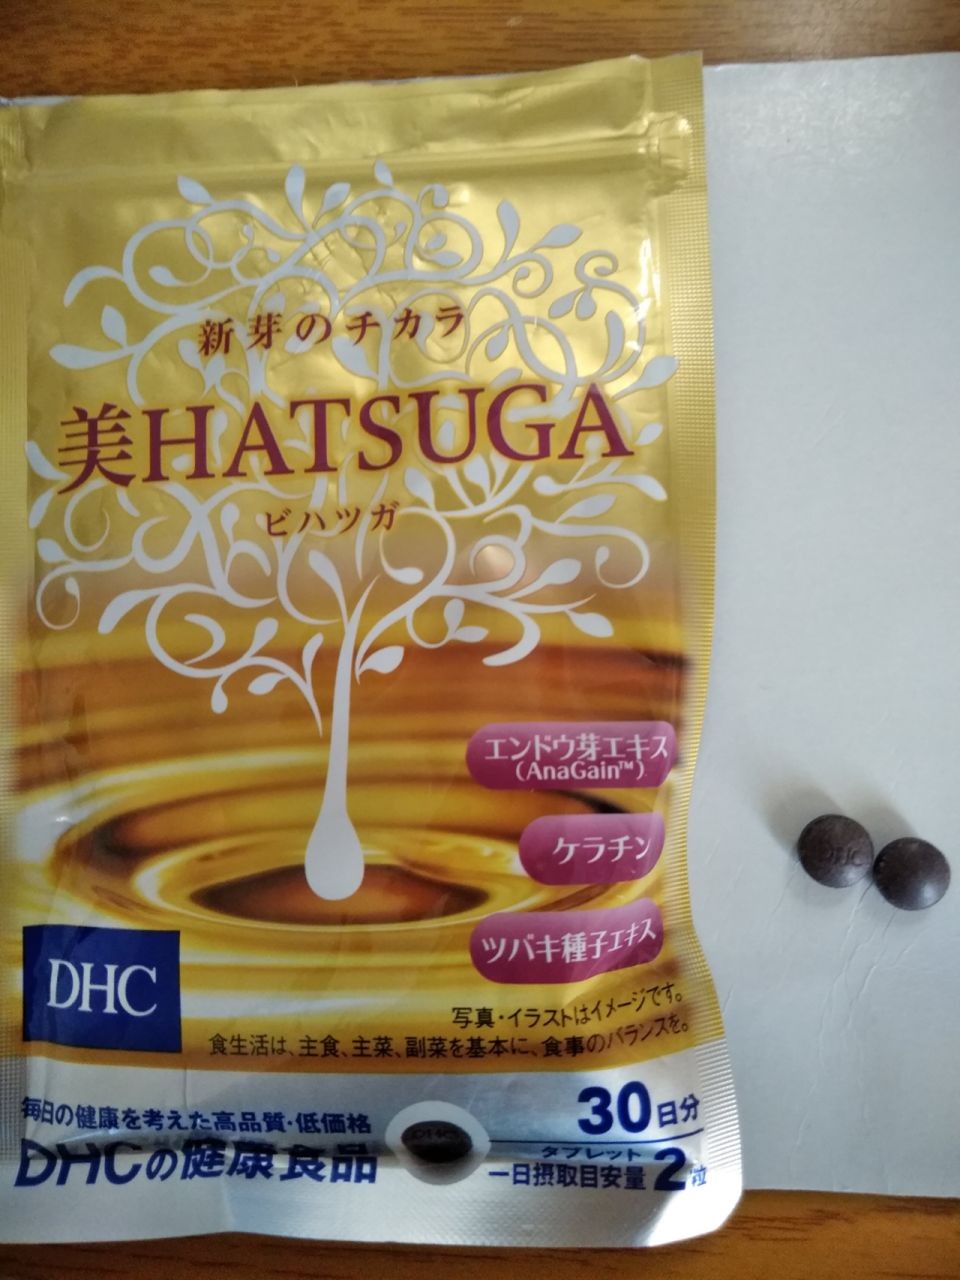 新芽のチカラ
美HATSUGA
ビハツガ
エンドウ芽エキス
(AnaGain™)
ケラチン
ツバキ種子エキス
DHC
写真・イラストはイメージです。
食生活は、主食、主菜、副菜を基本に、食事のバランスを。
毎日の健康を考えた高品質・低価格
DHCの健康食品
DHC
30日分
タブレット
一日摂取目安量 2粒
DHC